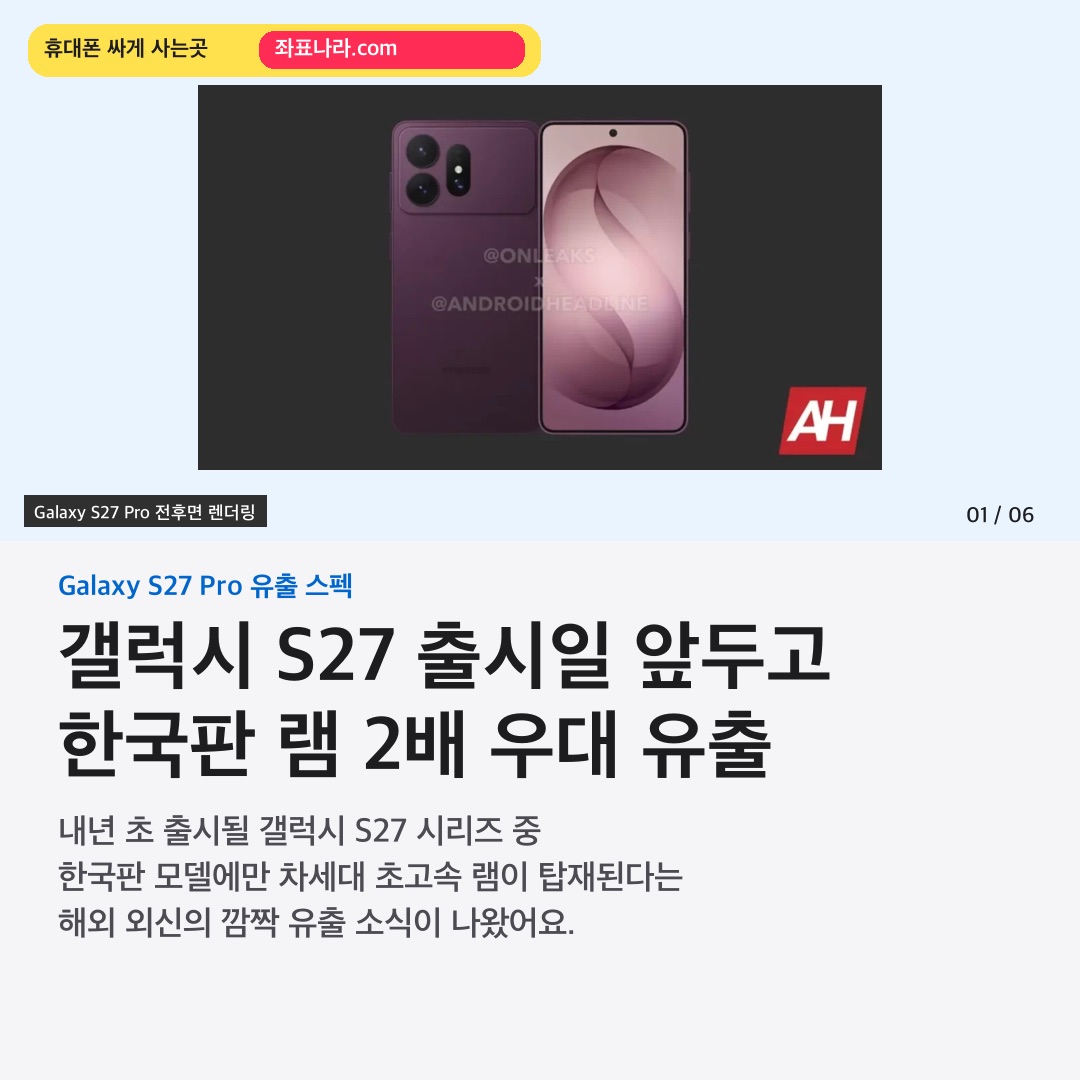 휴대폰 싸게 사는곳
좌표나라.com
@ONLEAKS
x
@ANDROIDHEADLINE
AH
Galaxy S27 Pro 전후면 렌더링
01 / 06
Galaxy S27 Pro 유출 스펙
갤럭시 S27 출시일 앞두고
한국판 램 2배 우대 유출
내년 초 출시될 갤럭시 S27 시리즈 중
한국판 모델에만 차세대 초고속 램이 탑재된다는
해외 외신의 깜짝 유출 소식이 나왔어요.